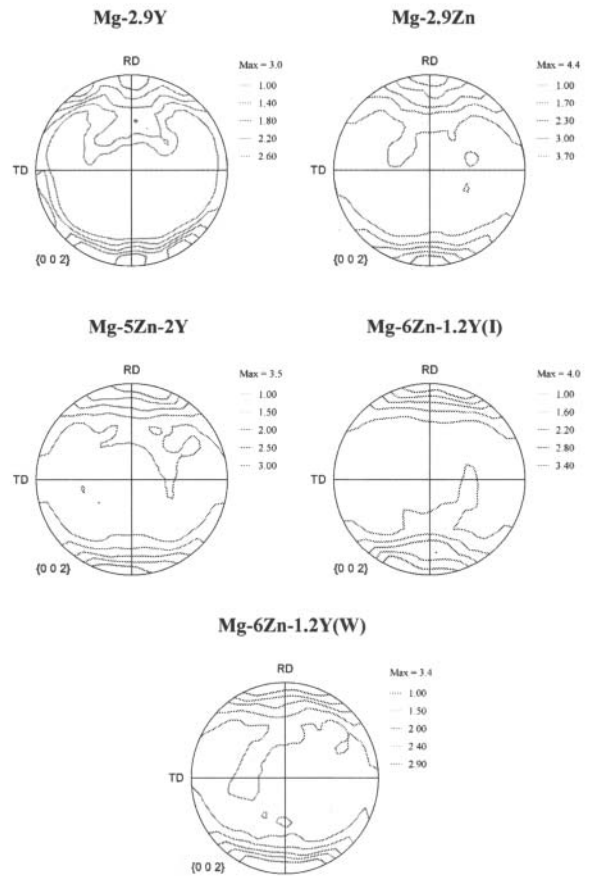 Mg-2.9Y
RD
Max = 3.0
1.00
1.40
1.80
2.20
2.60
TD
{0 0 2}
Mg-2.9Zn
RD
Max = 4.4
1.00
1.70
2.30
3.00
3.70
TD
{0 0 2}
Mg-5Zn-2Y
RD
Max = 3.5
1.00
1.50
2.00
2.50
3.00
TD
{0 0 2}
Mg-6Zn-1.2Y(I)
RD
Max = 4.0
1.00
1.60
2.20
2.80
3.40
TD
{0 0 2}
Mg-6Zn-1.2Y(W)
RD
Max = 3.4
1.00
1.50
2.00
2.40
2.90
TD
{0 0 2}